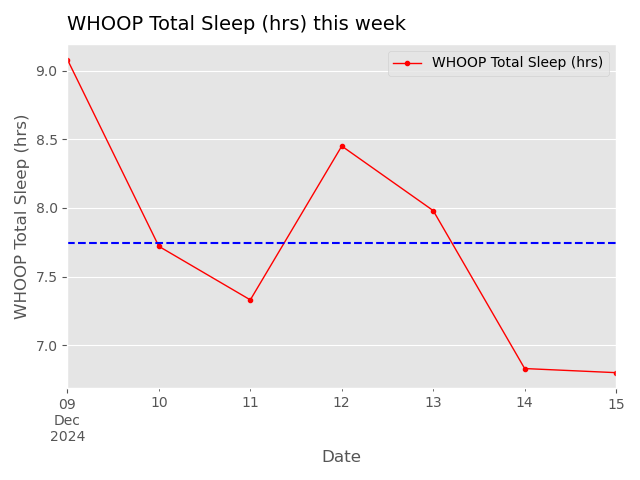 WHOOP Total Sleep (hrs) this week
WHOOP Total Sleep (hrs)
WHOOP Total Sleep (hrs)
9.0
8.5
8.0
7.5
7.0
09 10 11 12 13 14 15
Dec
2024
Date